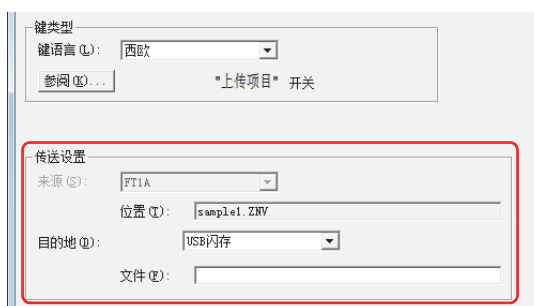 键类型
键语言(L): 西欧
参阅(K)... "上传项目" 开关
传送设置
来源(S): FT1A
位置(T): sample1.ZNV
目的地(D): USB闪存
文件(F):